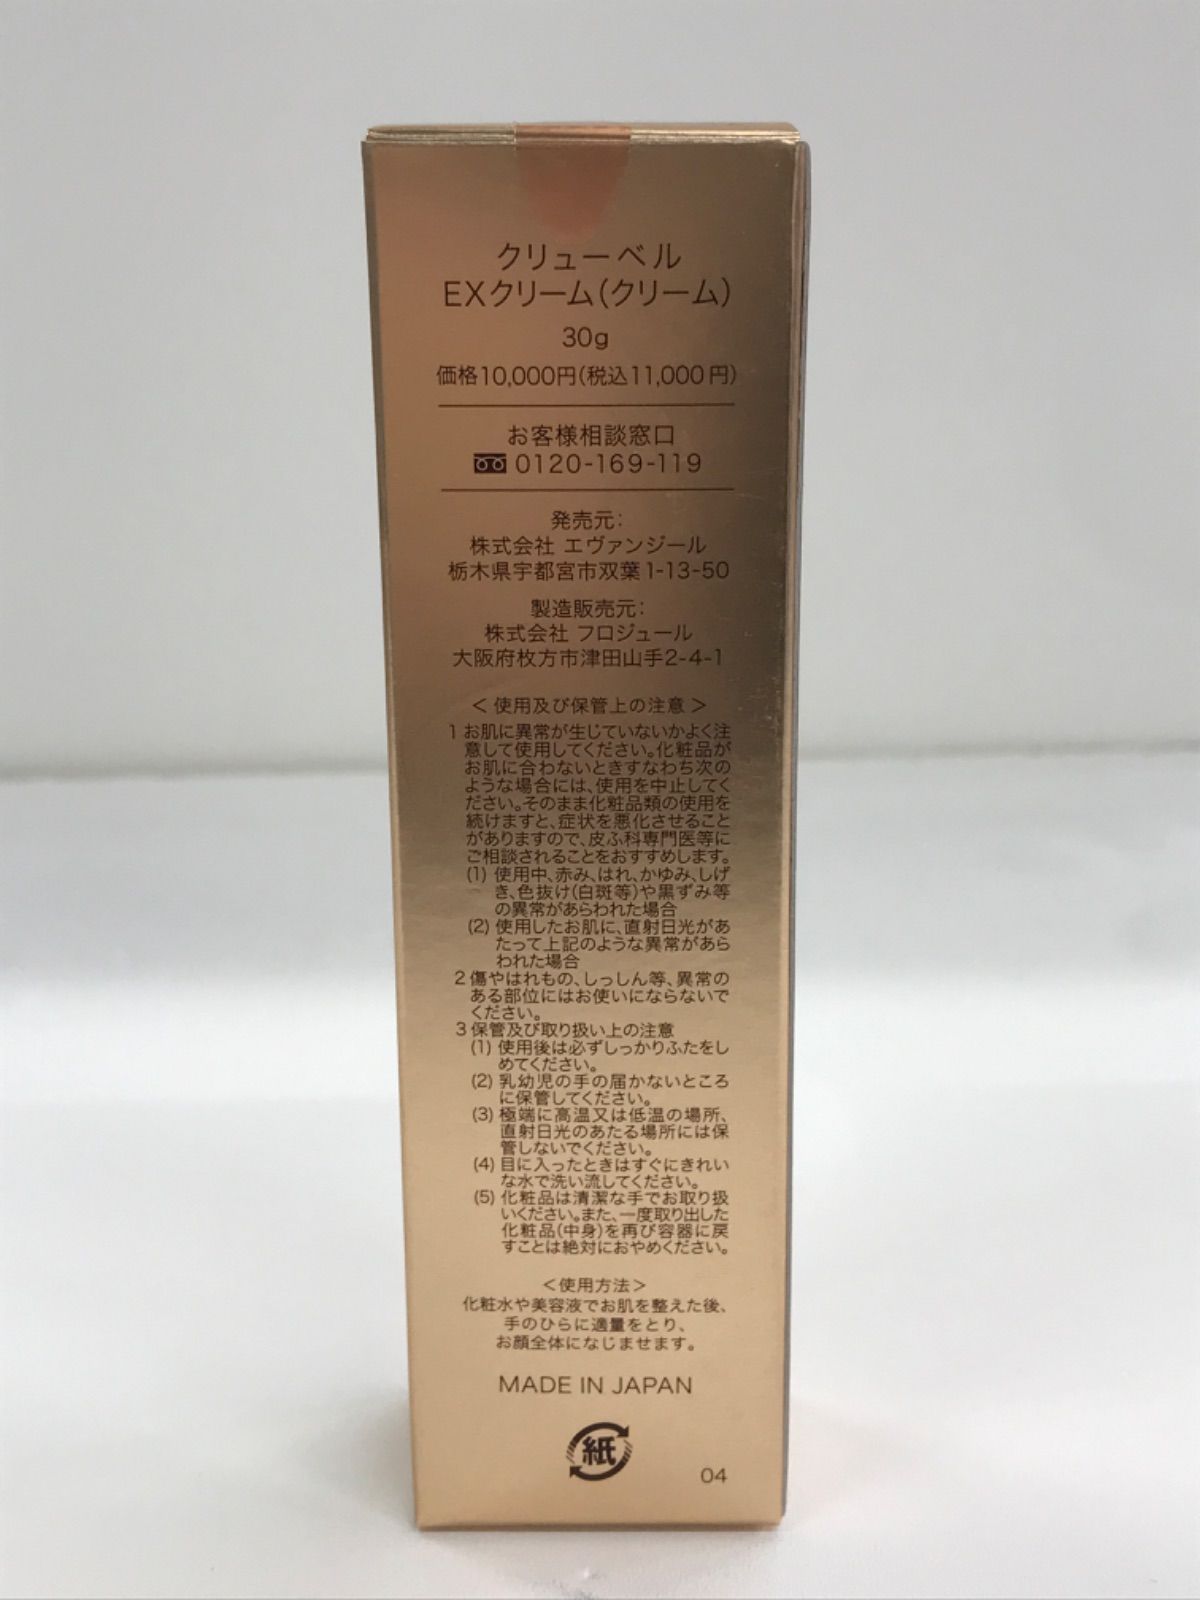 クリューベル
EXクリーム(クリーム)
30g
価格10,000円(税込11,000円)
お客様相談窓口
0120-169-119
発売元:
株式会社 エヴァンジール
栃木県宇都宮市双葉1-13-50
製造販売元:
株式会社 フロジュール
大阪府枚方市津田山手2-4-1
<使用及び保管上の注意>
1 お肌に異常が生じていないかよく注
意して使用してください。化粧品が
お肌に合わないときすなわち次の
ような場合には、使用を中止してく
ださい。そのまま化粧品類の使用を
続けますと、症状を悪化させること
がありますので、皮ふ科専門医等に
ご相談されることをおすすめします。
(1) 使用中、赤み、はれ、かゆみ、しげ
き、色抜け(白斑等)や黒ずみ等
の異常があらわれた場合
(2) 使用したお肌に、直射日光があ
たって上記のような異常があら
われた場合
2 傷やはれもの、しっしん等、異常の
ある部位にはお使いにならないで
ください。
3 保管及び取り扱い上の注意
(1) 使用後は必ずしっかりふたをし
めてください。
(2) 乳幼児の手の届かないところ
に保管してください。
(3) 極端に高温又は低温の場所、
直射日光のあたる場所には保
管しないでください。
(4) 目に入ったときはすぐにきれい
な水で洗い流してください。
(5) 化粧品は清潔な手でお取り扱
いください。また、一度取り出した
化粧品(中身)を再び容器に戻
すことは絶対におやめください。
<使用方法>
化粧水や美容液でお肌を整えた後、
手のひらに適量をとり、
お顔全体になじませます。
MADE IN JAPAN
紙
04